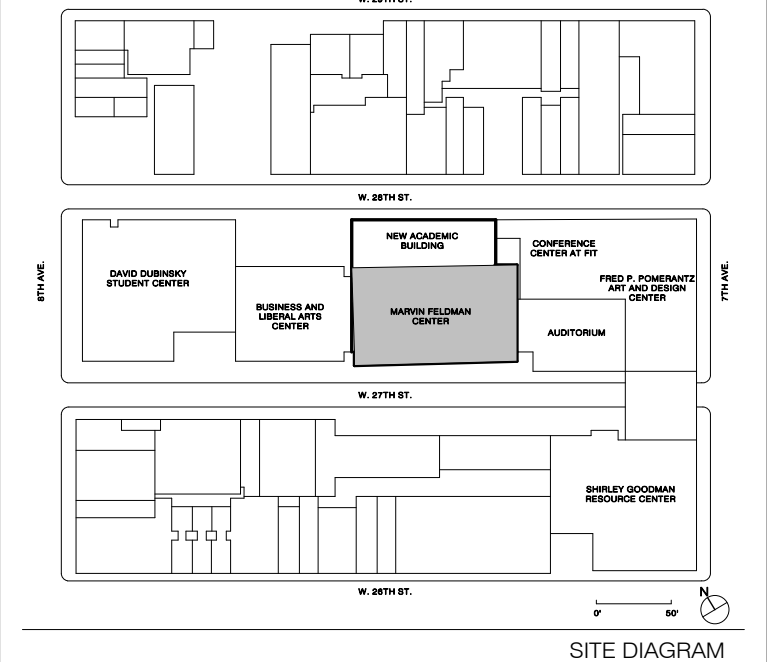 W. 29TH ST.
W. 28TH ST.
8TH AVE.
DAVID DUBINSKY
STUDENT CENTER
BUSINESS AND
LIBERAL ARTS
CENTER
NEW ACADEMIC
BUILDING
MARVIN FELDMAN
CENTER
CONFERENCE
CENTER AT FIT
FRED P. POMERANTZ
ART AND DESIGN
CENTER
AUDITORIUM
7TH AVE.
W. 27TH ST.
SHIRLEY GOODMAN
RESOURCE CENTER
W. 26TH ST.
N
0'
50'
SITE DIAGRAM